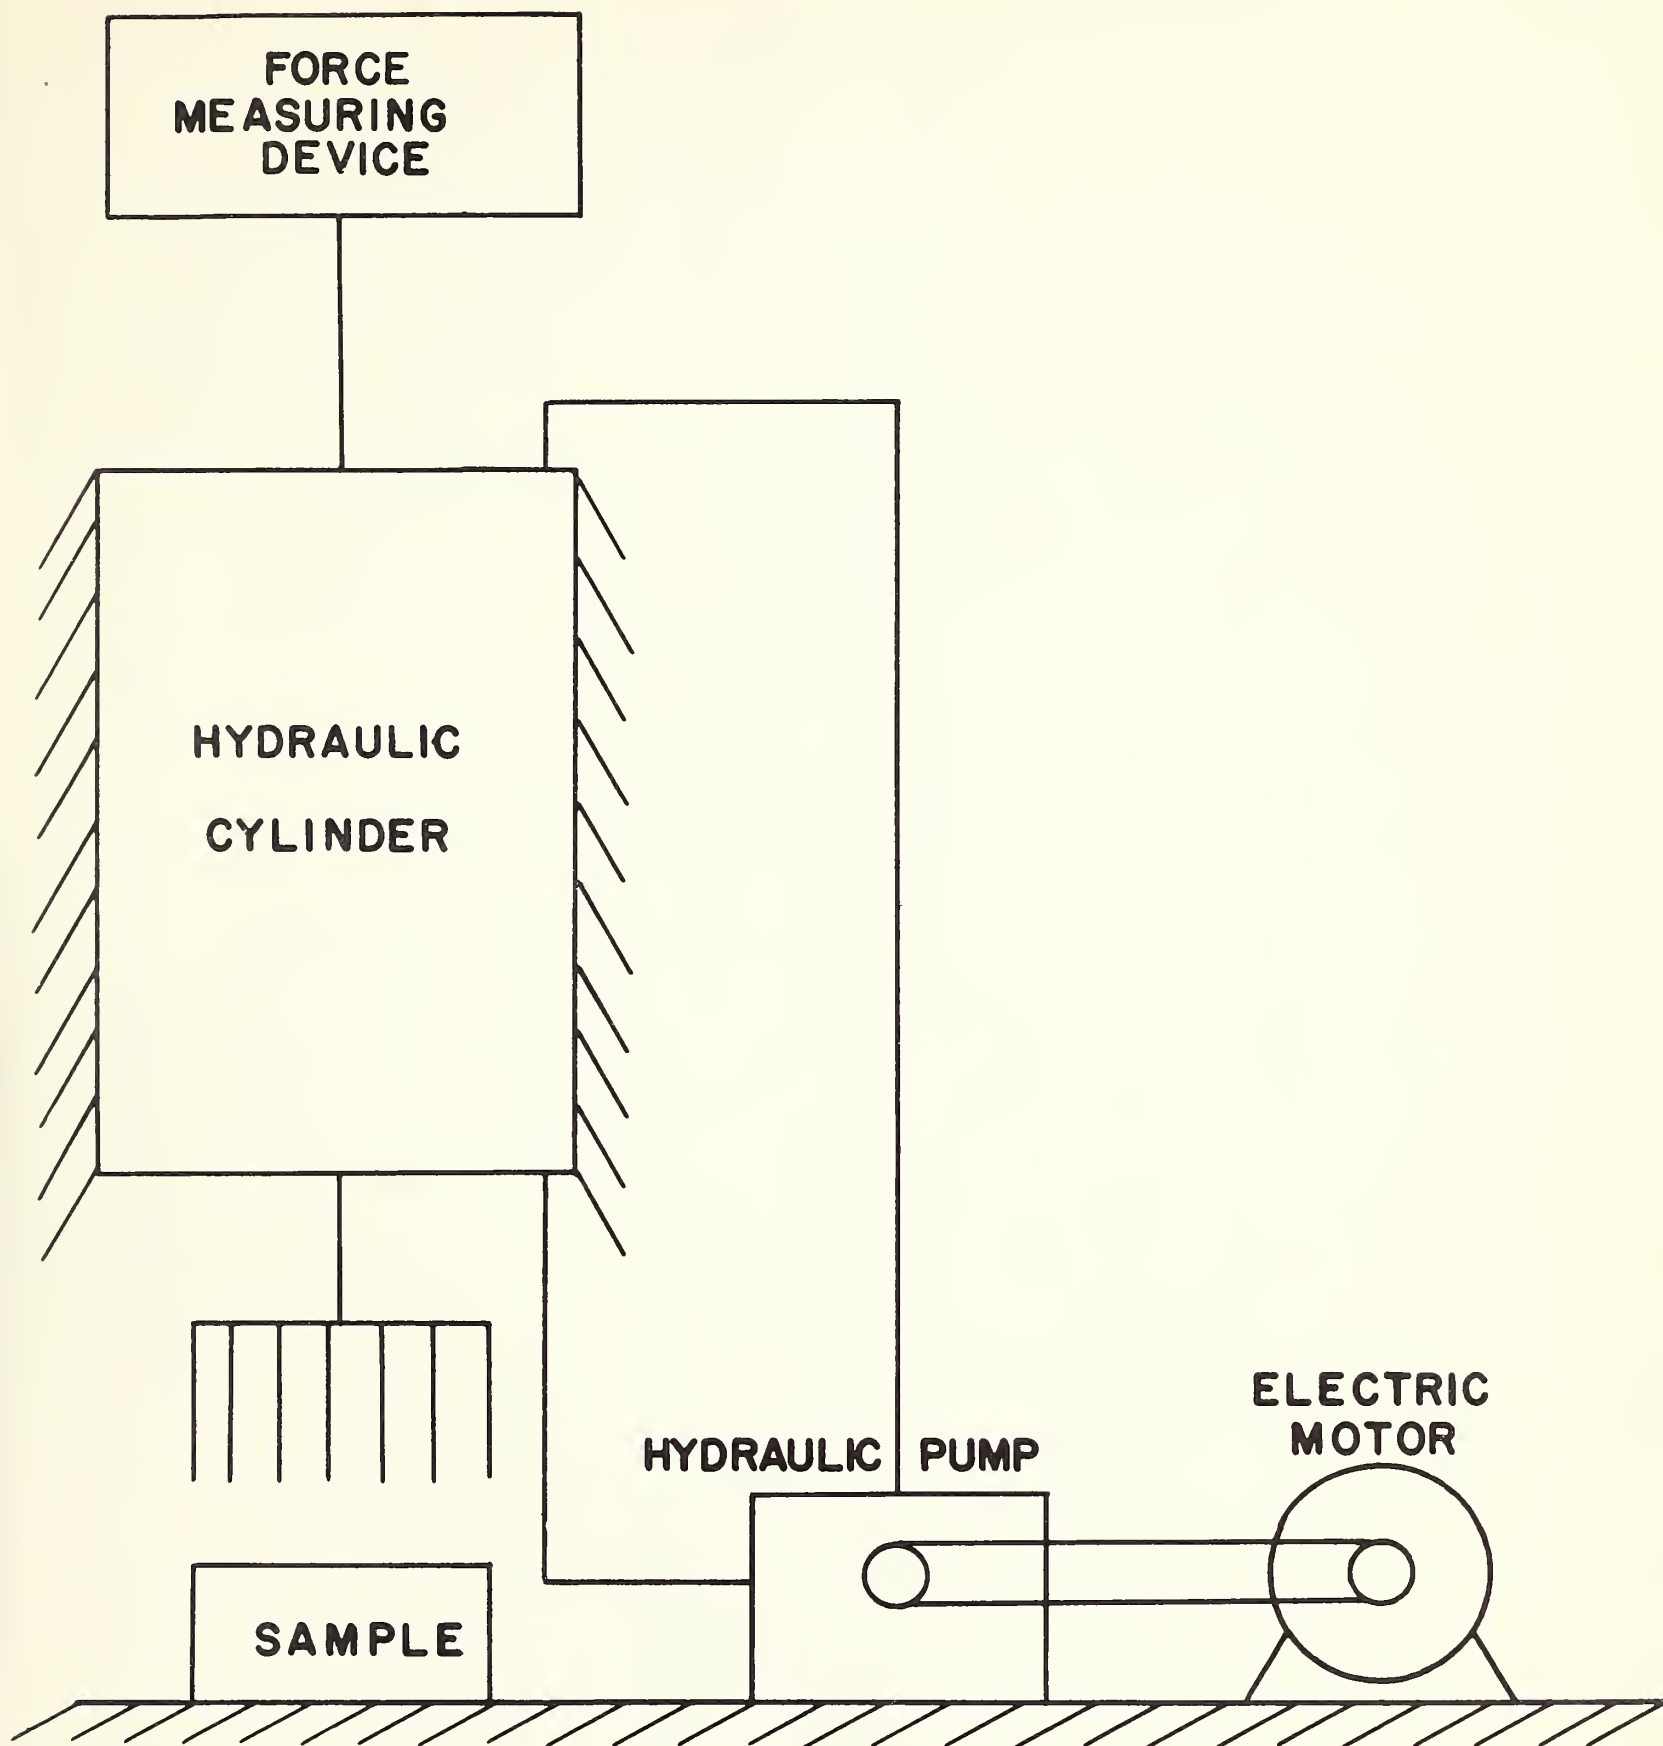 FORCE
MEASURING
DEVICE
HYDRAULIC
CYLINDER
ELECTRIC
MOTOR
HYDRAULIC PUMP
SAMPLE